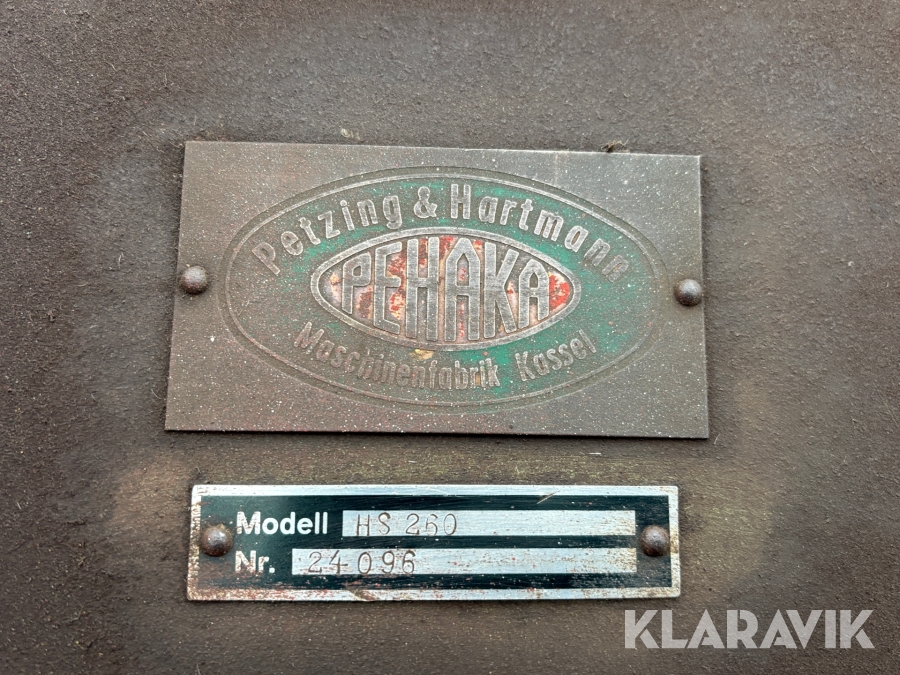 Petzing & Hartmann
PEHAKA
Maschinenfabrik Kassel
Modell HS 260
Nr. 24096
KLARAVIK